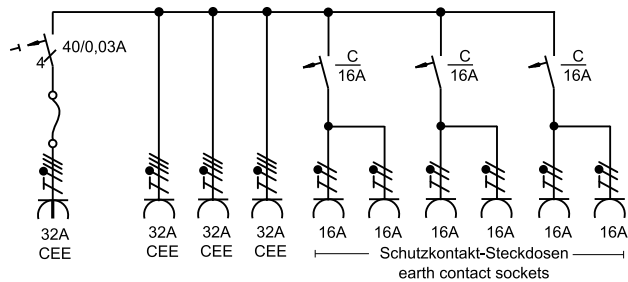 40/0,03A
4
C
16A
C
16A
C
16A
32A
CEE
32A
CEE
32A
CEE
32A
CEE
16A
16A
16A
16A
16A
16A
Schutzkontakt-Steckdosen
earth contact sockets